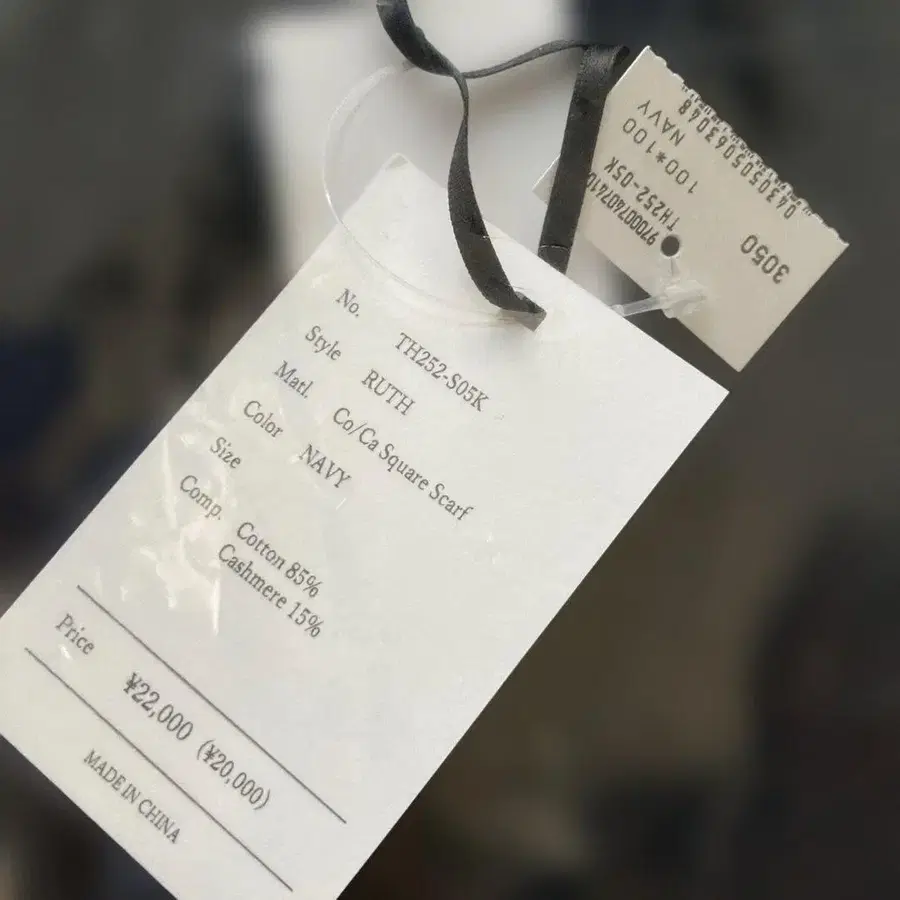 No. TH252-S05K
Style RUTH
Matl. Co/Ca Square Scarf
Color NAVY
Size
Comp. Cotton 85%
Cashmere 15%
Price ¥22,000 (¥20,000)
MADE IN CHINA
3050
TH252-05K
100*100
NAVY
0430505063048